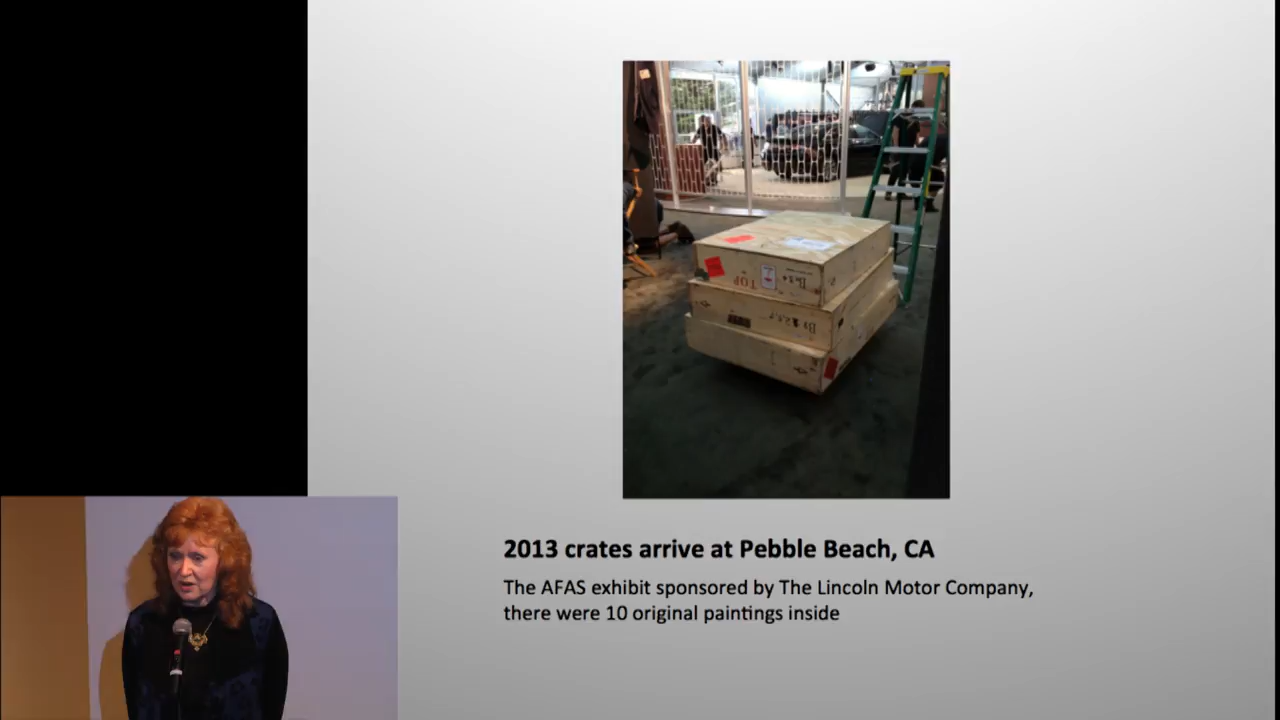 TOP
2013 crates arrive at Pebble Beach, CA
The AFAS exhibit sponsored by The Lincoln Motor Company,
there were 10 original paintings inside